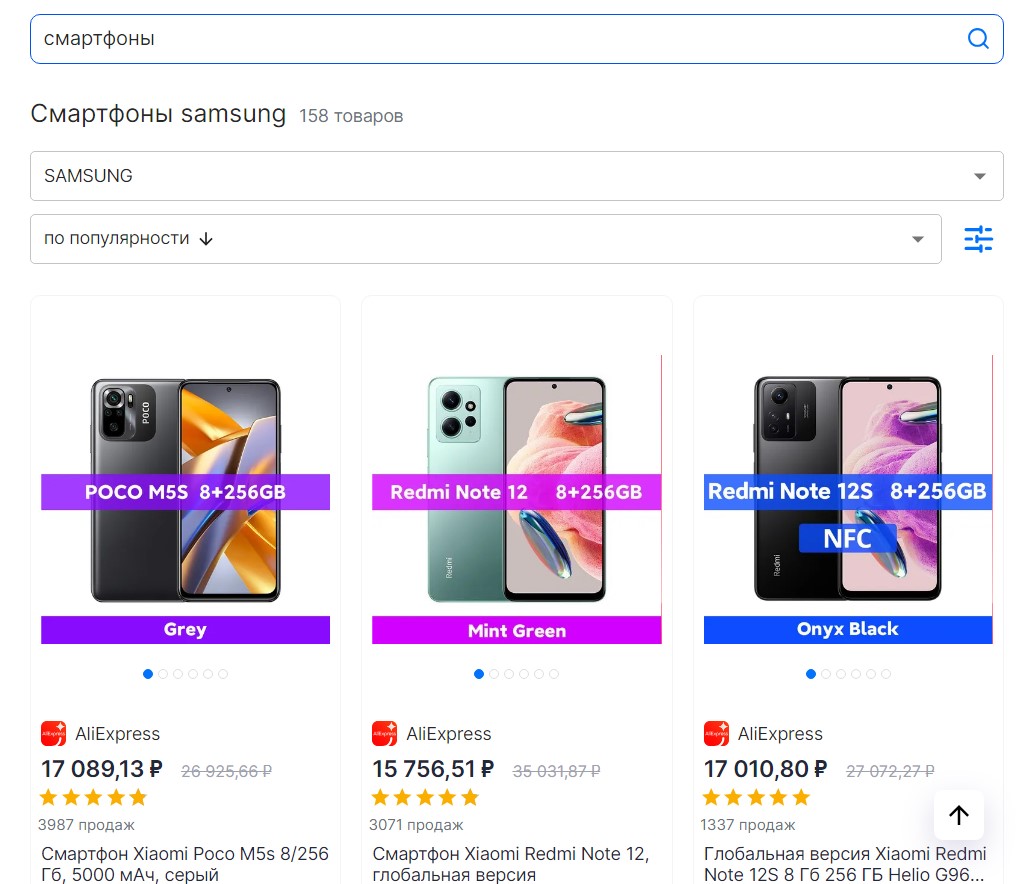 смартфоны
Смартфоны samsung 158 товаров
SAMSUNG
по популярности ↓
POCO
POCO M5S 8+256GB
Grey
Redmi Note 12 8+256GB
Redmi
Mint Green
Redmi Note 12S 8+256GB
NFC
Redmi
Onyx Black
AliExpress
17 089,13 ₽ 26 925,66 ₽
3987 продаж
Смартфон Xiaomi Poco M5s 8/256
Гб, 5000 мАч, серый
AliExpress
15 756,51 ₽ 35 031,87 ₽
3071 продаж
Смартфон Xiaomi Redmi Note 12,
глобальная версия
AliExpress
17 010,80 ₽ 27 072,27 ₽
1337 продаж
Глобальная версия Xiaomi Redmi
Note 12S 8 Гб 256 ГБ Helio G96...